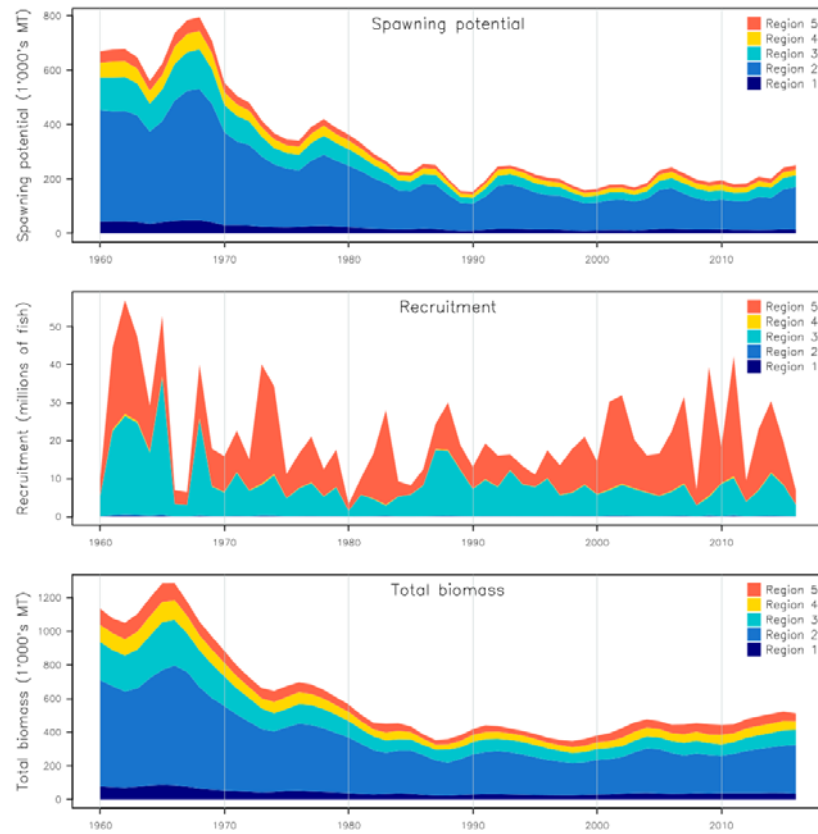 Spawning potential
Spawning potential (1'000's MT)
800
600
400
200
0
Region 5
Region 4
Region 3
Region 2
Region 1
1960
1970
1980
1990
2000
2010
Recruitment
Recruitment (millions of fish)
50
40
30
20
10
0
Region 5
Region 4
Region 3
Region 2
Region 1
1960
1970
1980
1990
2000
2010
Total biomass
Total biomass (1'000's MT)
1200
1000
800
600
400
200
0
Region 5
Region 4
Region 3
Region 2
Region 1
1960
1970
1980
1990
2000
2010